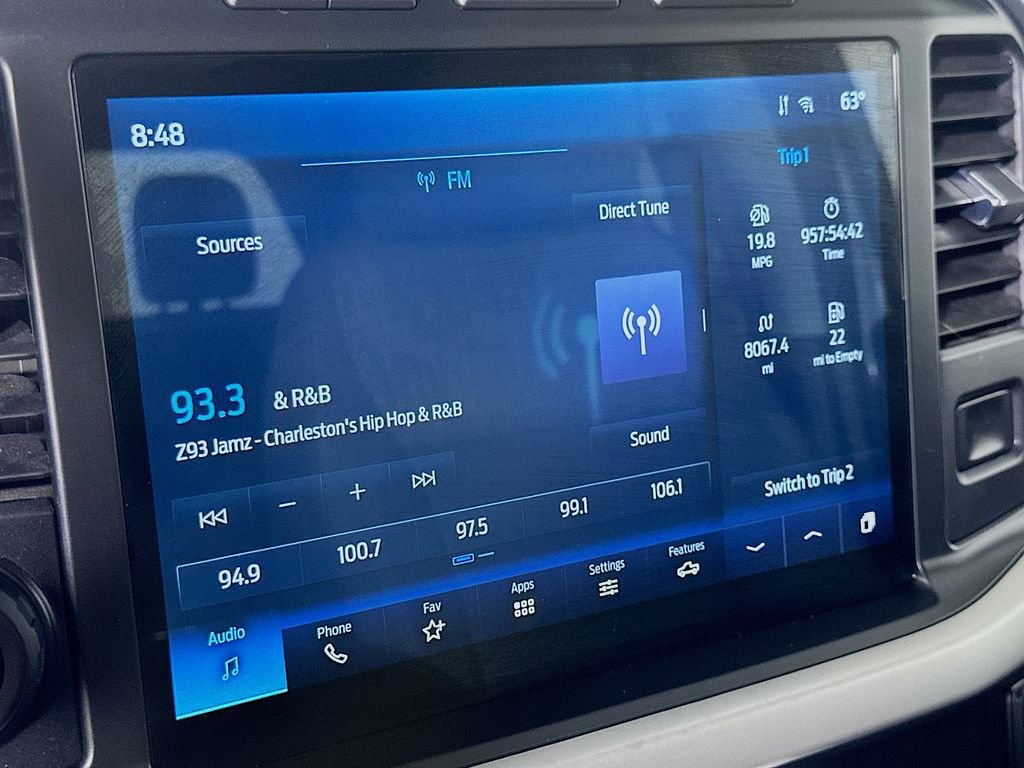 8:48
63°
FM
Trip 1
Sources
Direct Tune
19.8
MPG
957:54:42
Time
8067.4
mi
22
mi to Empty
93.3
& R&B
Z93 Jamz - Charleston's Hip Hop & R&B
Sound
Switch to Trip 2
94.9
100.7
97.5
99.1
106.1
Audio
Phone
Fav
Apps
Settings
Features